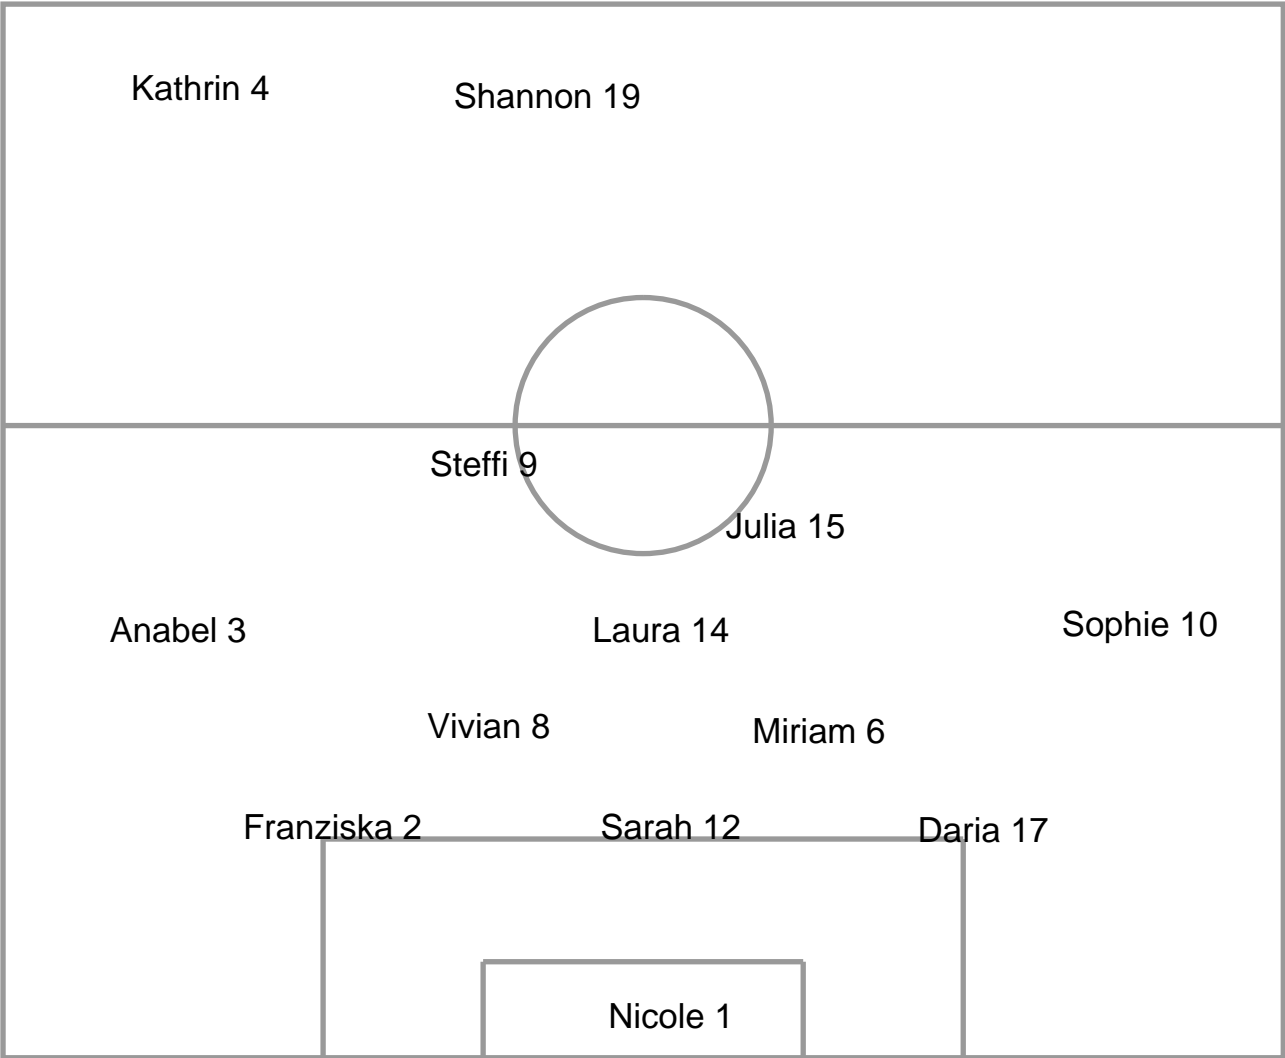 Kathrin 4
Shannon 19
Steffi 9
Julia 15
Anabel 3
Laura 14
Sophie 10
Vivian 8
Miriam 6
Franziska 2
Sarah 12
Daria 17
Nicole 1